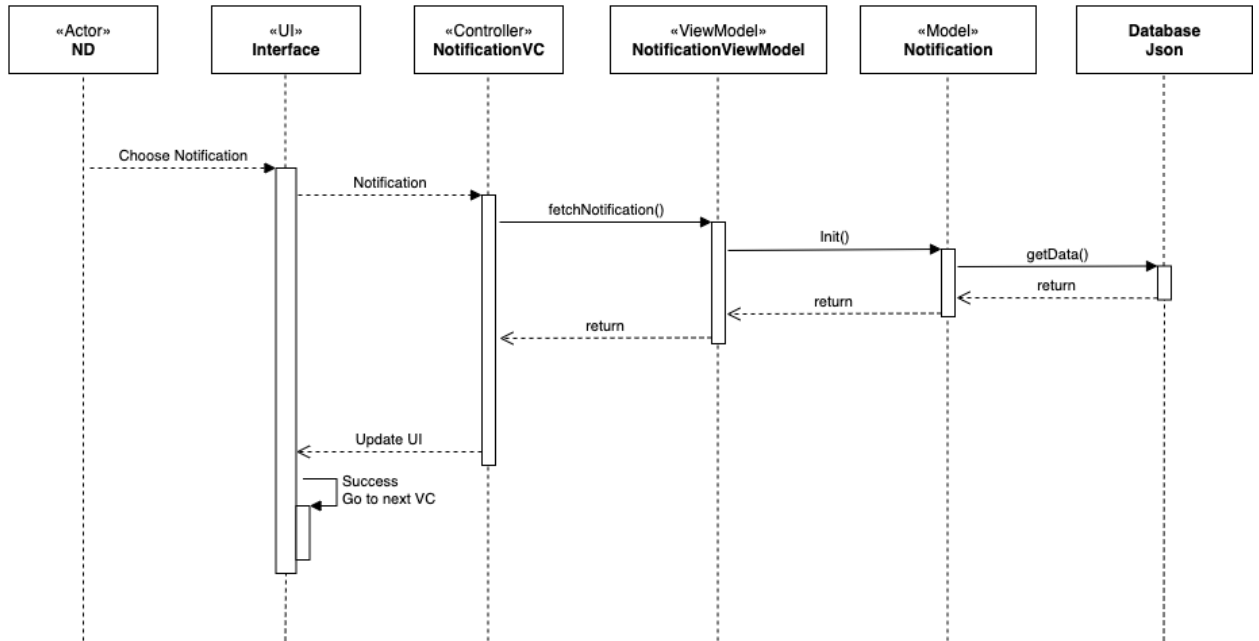 «Actor»
ND
«UI»
Interface
«Controller»
NotificationVC
«ViewModel»
NotificationViewModel
«Model»
Notification
Database
Json
Choose Notification
Notification
fetchNotification()
Init()
getData()
return
return
return
Update UI
Success
Go to next VC